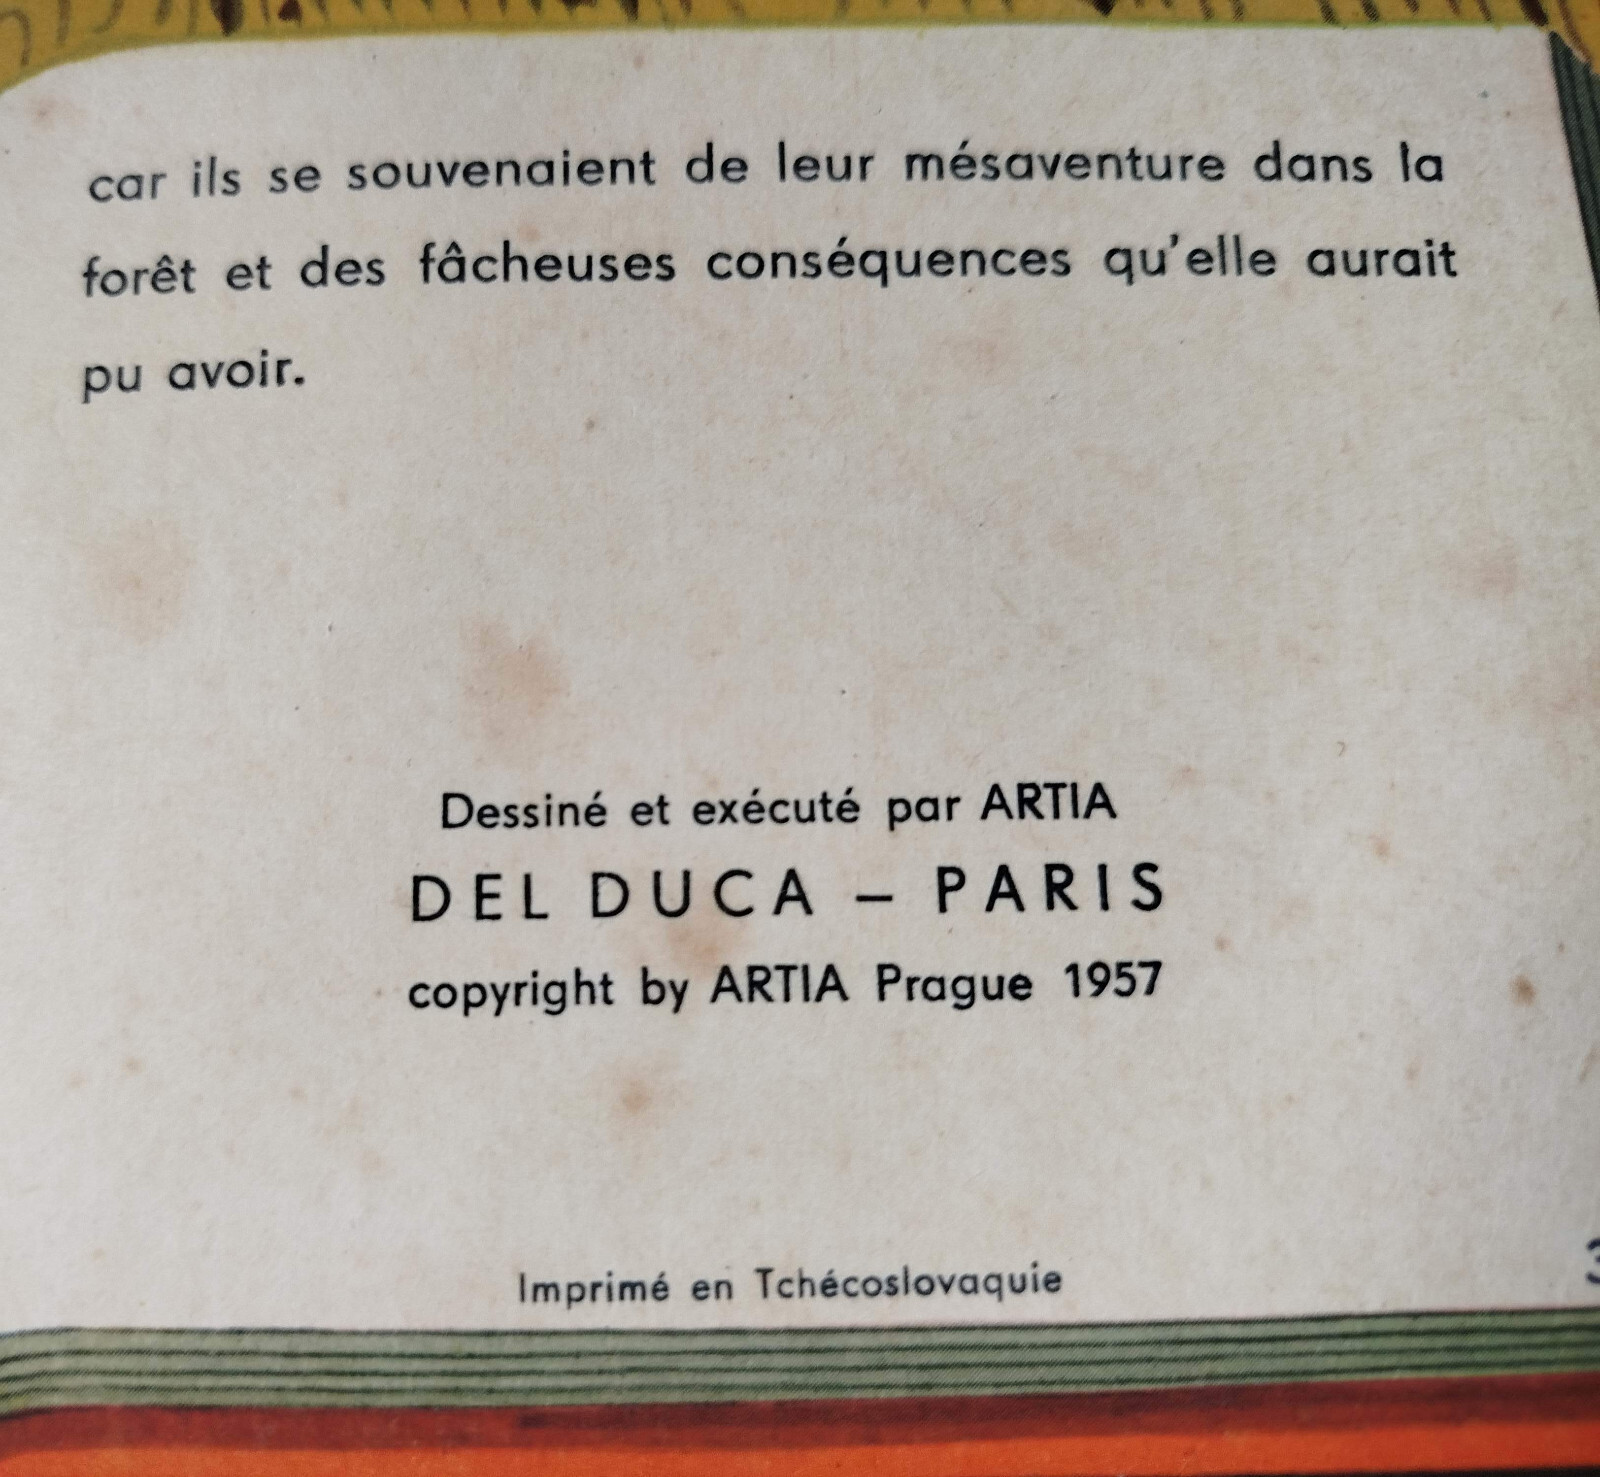 car ils se souvenaient de leur mésaventure dans la
forêt et des fâcheuses conséquences qu'elle aurait
pu avoir.
Dessiné et exécuté par ARTIA
DEL DUCA – PARIS
copyright by ARTIA Prague 1957
Imprimé en Tchécoslovaquie